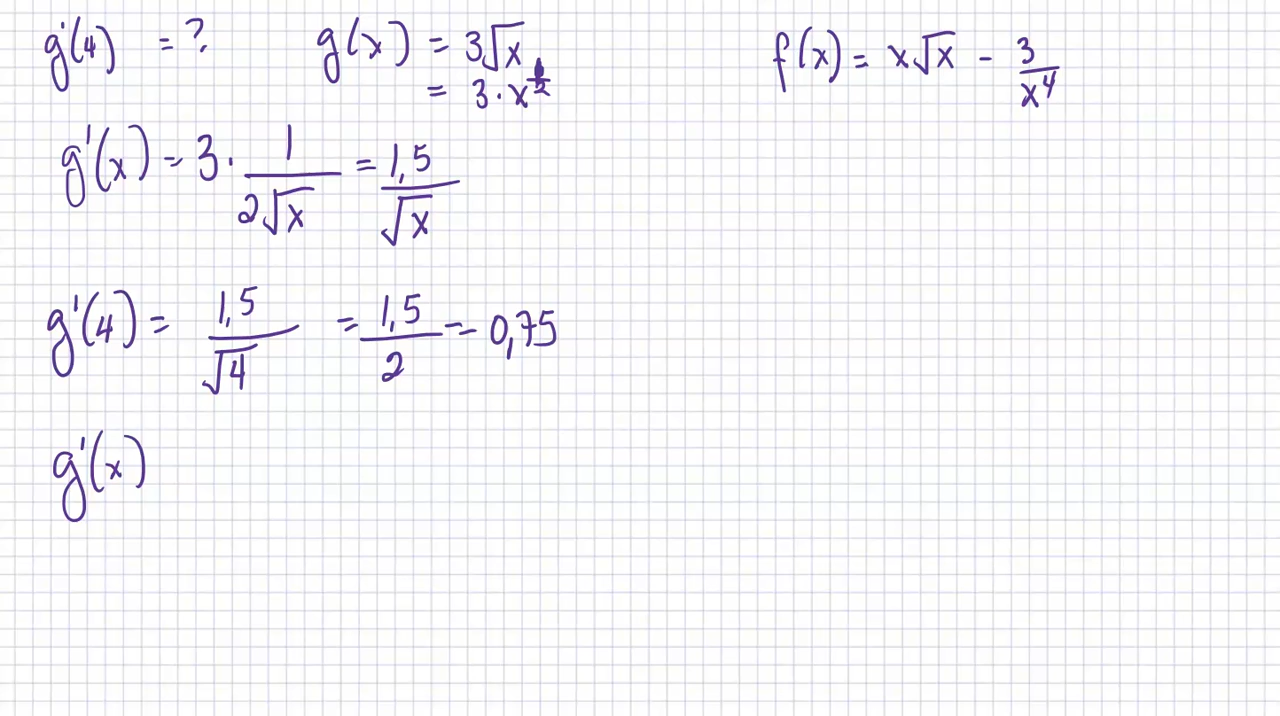 g'(4) = ? g(x) = 3√x
= 3 · x^½
g'(x) = 3 · 1/(2√x) = 1,5/√x
g'(4) = 1,5/√4 = 1,5/2 = 0,75
g'(x)
f(x) = x√x - 3/x⁴